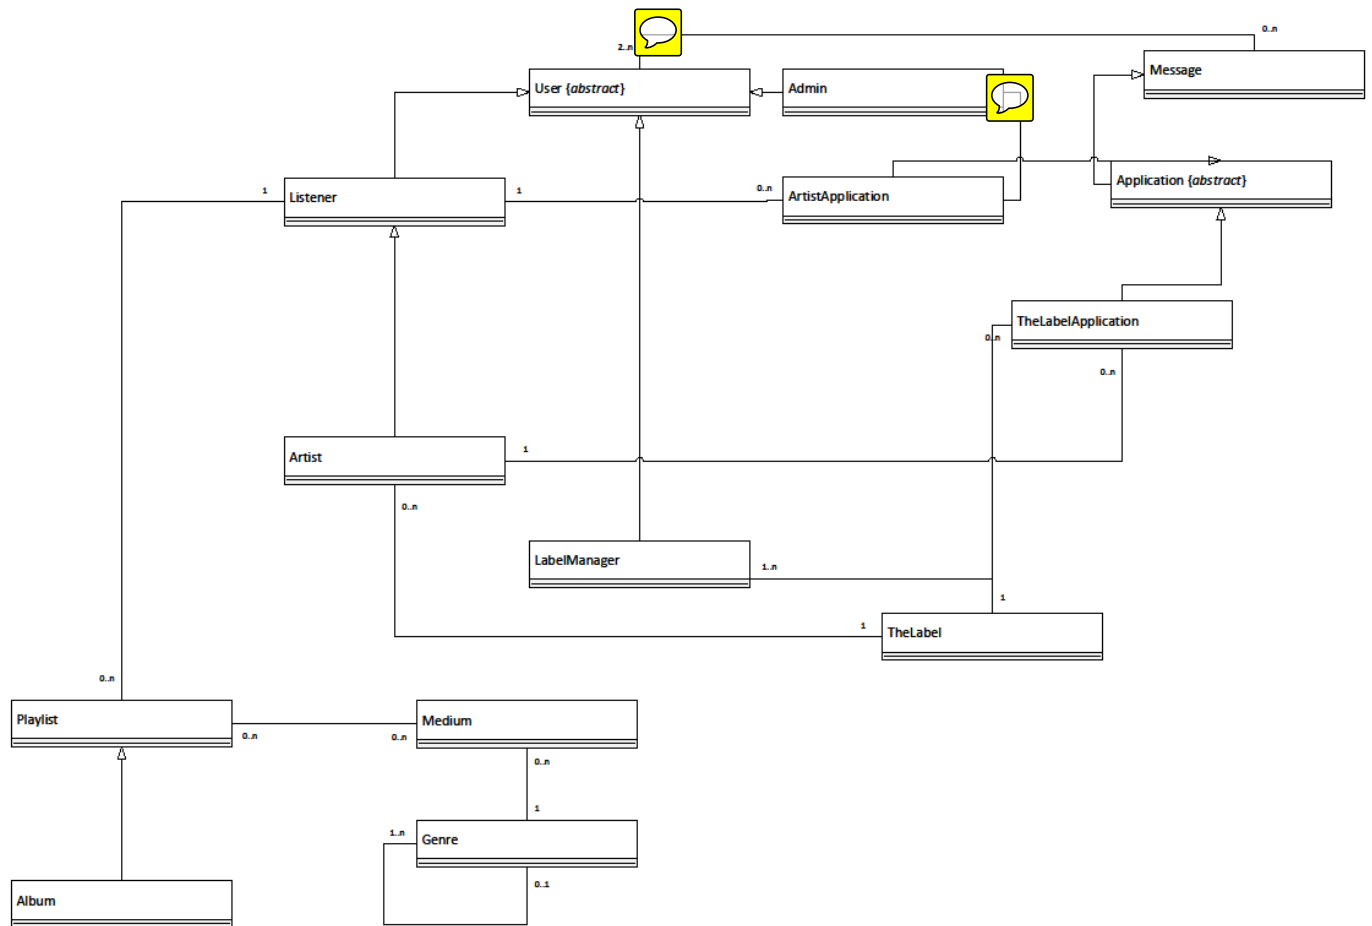 0..n
2..n
User {abstract}
Admin
Message
1
Listener
1
0..n
ArtistApplication
Application {abstract}
TheLabelApplication
0..n
0..n
Artist
1
0..n
LabelManager
1..n
1
1
TheLabel
0..n
Playlist
0..n
0..n
Medium
0..n
1
1..n
Genre
0..1
Album